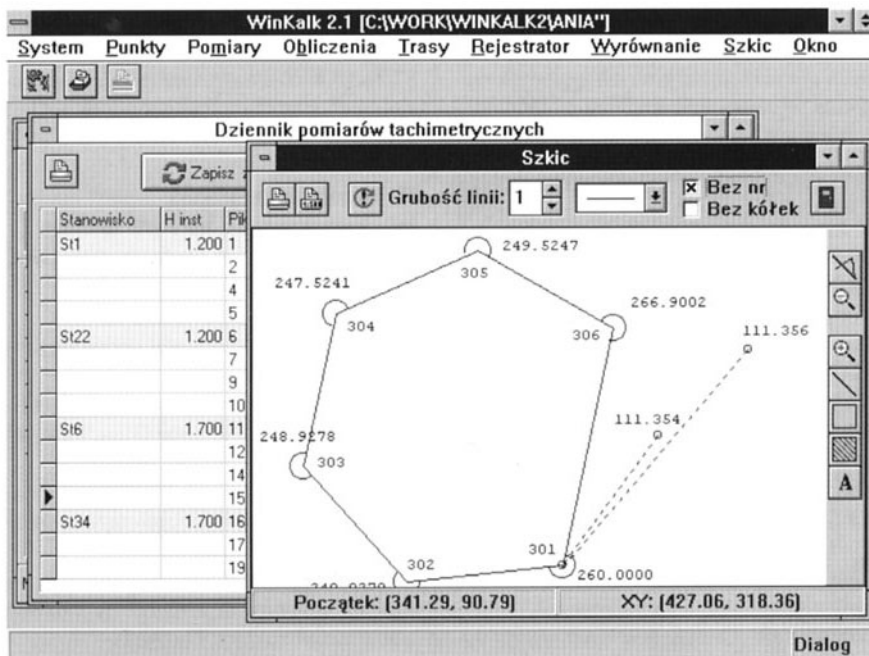 WinKalk 2.1 [C:\WORK\WINKALK2\ANIA"]
System Punkty Pomiary Obliczenia Trasy Rejestrator Wyrównanie Szkic Okno
Dziennik pomiarów tachimetrycznych
Zapisz
Stanowisko H inst Pik
St1 1.200 1
2
4
5
St22 1.200 6
7
9
10
St6 1.700 11
12
14
15
St34 1.700 16
17
19
Szkic
Grubość linii: 1
Bez nr
Bez kółek
A
249.5247
305
247.5241
304
266.9002
306
111.356
111.354
248.9278
303
302
301
260.0000
Początek: [341.29, 90.79] XY: [427.06, 318.36]
Dialog